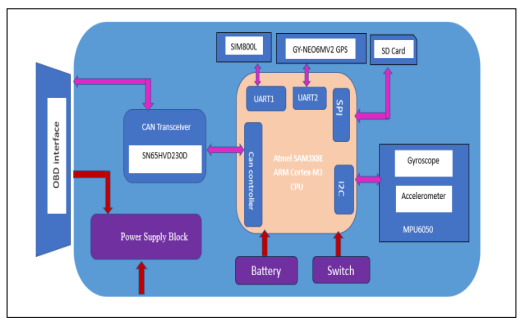 SIM800L
GY-NEO6MV2 GPS
SD Card
UART1
UART2
SPI
OBD interface
CAN Transceiver
SN65HVD230D
Can controller
Atmel SAM3X8E
ARM Cortex-M3
CPU
I2C
Gyroscope
Accelerometer
MPU6050
Power Supply Block
Battery
Switch